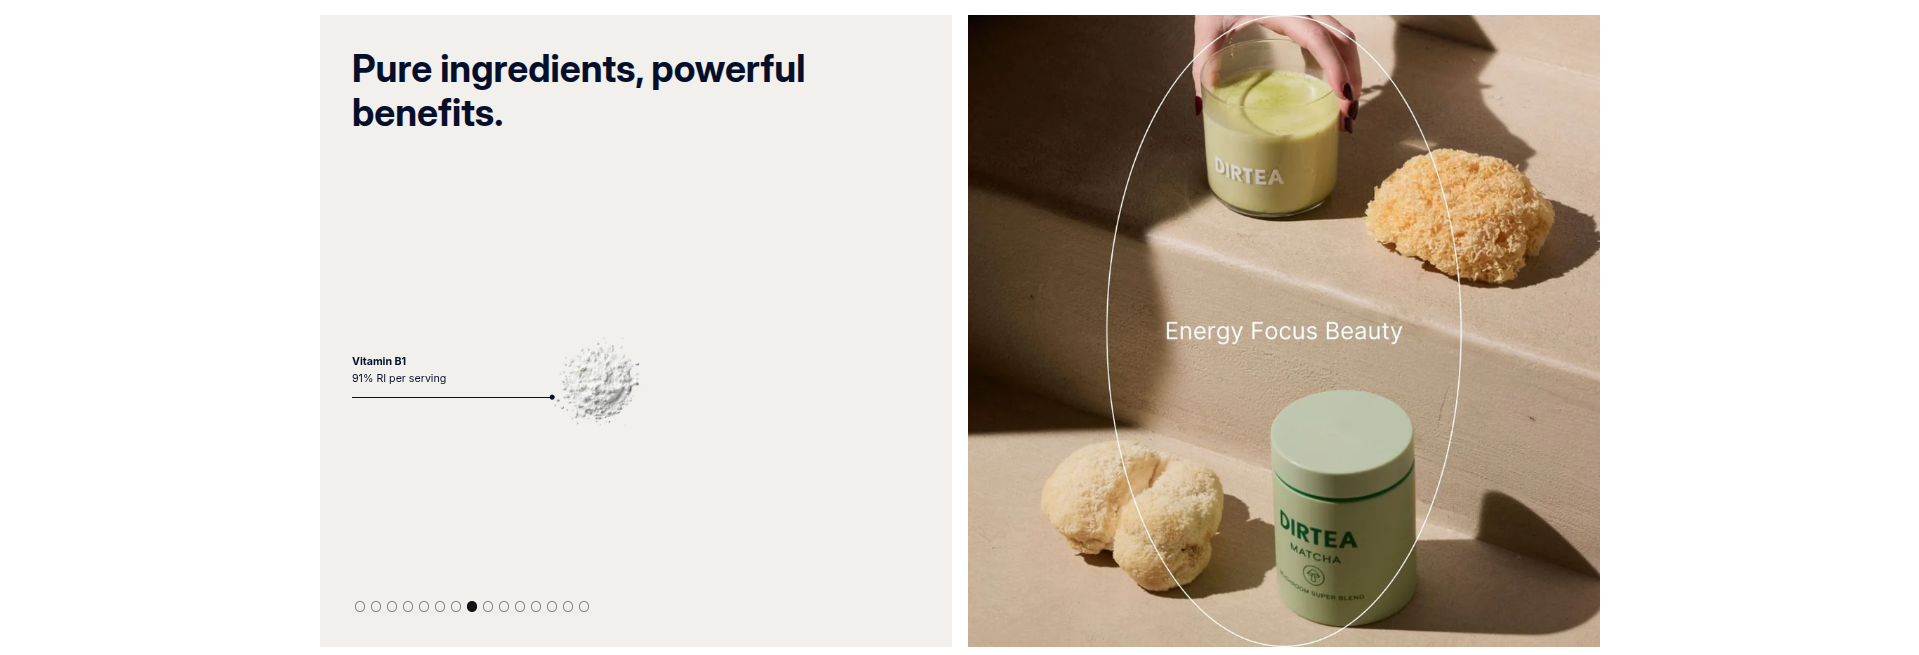 Pure ingredients, powerful
benefits.
Vitamin B1
91% RI per serving
DIRTEA
Energy Focus Beauty
DIRTEA
MATCHA
MUSHROOM SUPER BLEND